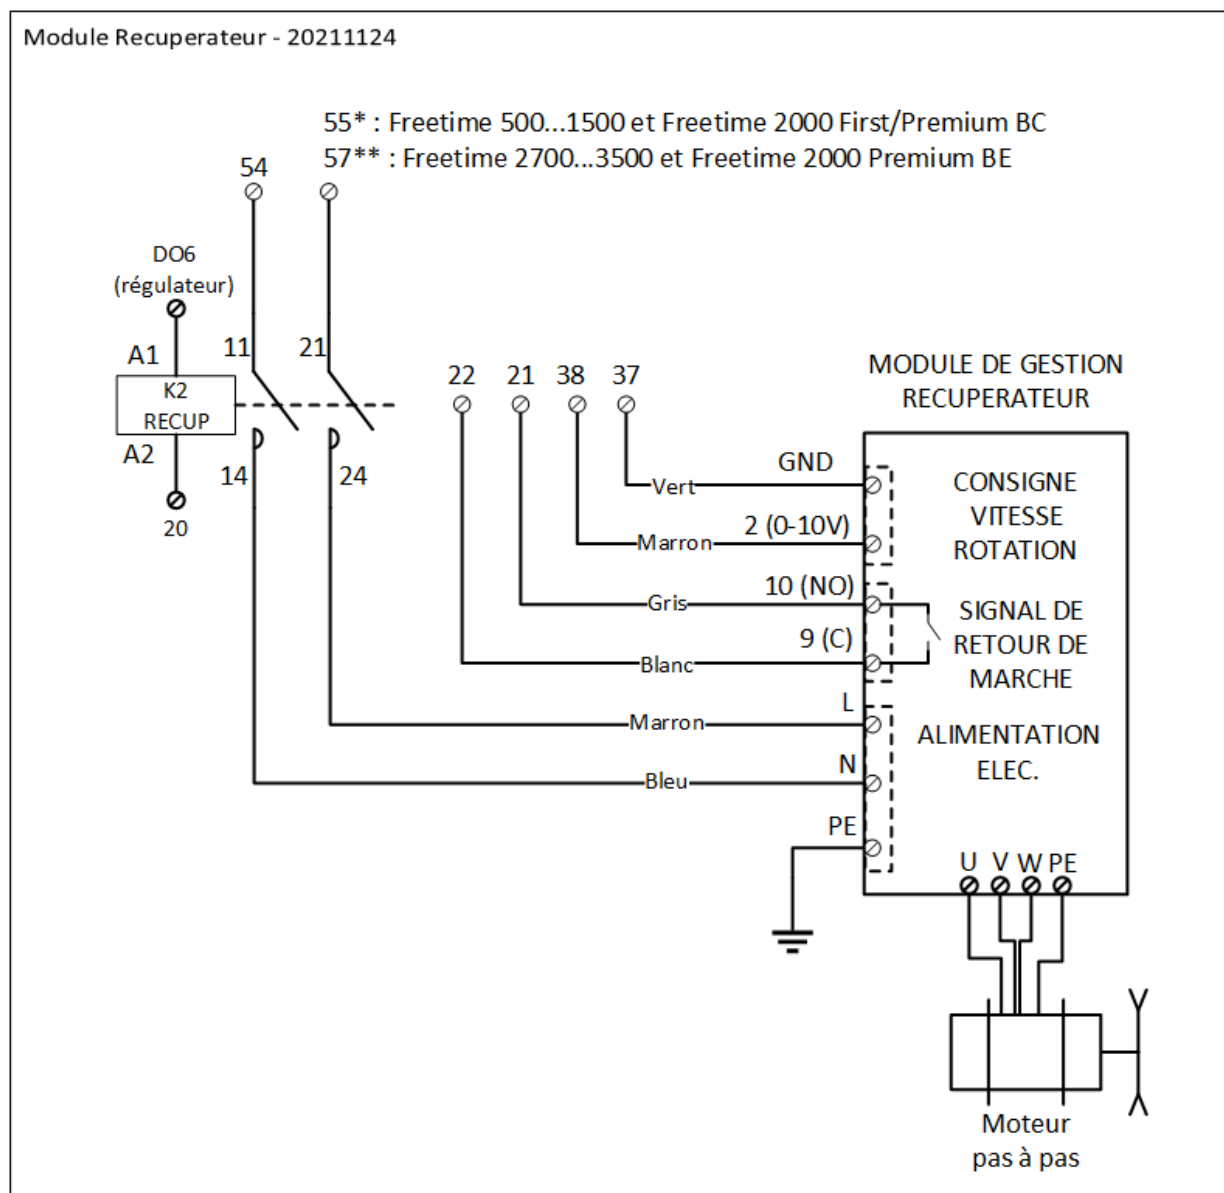 Module Recuperateur - 20211124
55* : Freetime 500...1500 et Freetime 2000 First/Premium BC
57** : Freetime 2700...3500 et Freetime 2000 Premium BE
54
DO6
(régulateur)
A1
11
21
K2
RECUP
A2
14
24
20
22
21
38
37
MODULE DE GESTION
RECUPERATEUR
GND
Vert
CONSIGNE
VITESSE
ROTATION
2 (0-10V)
Marron
10 (NO)
Gris
SIGNAL DE
RETOUR DE
MARCHE
9 (C)
Blanc
L
Marron
ALIMENTATION
ELEC.
N
Bleu
PE
U V W PE
Moteur
pas à pas